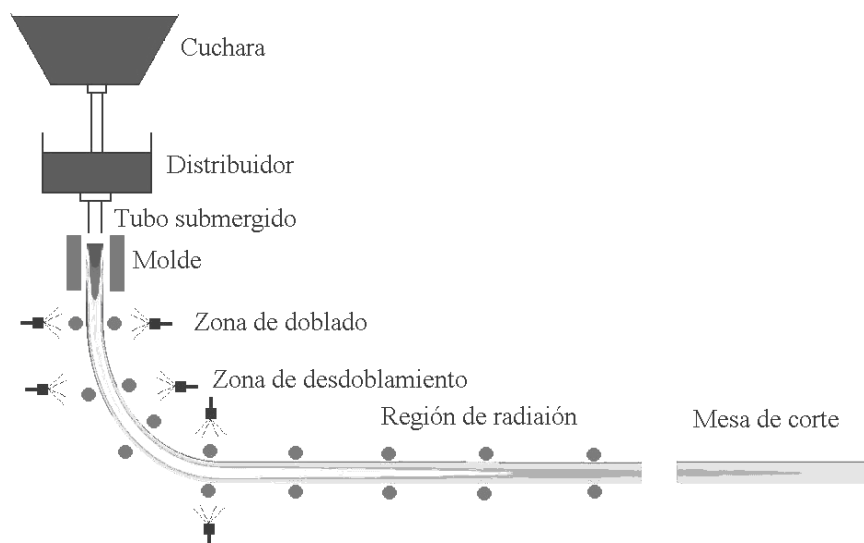 Cuchara
Distribuidor
Tubo submergido
Molde
Zona de doblado
Zona de desdoblamiento
Región de radiaión
Mesa de corte